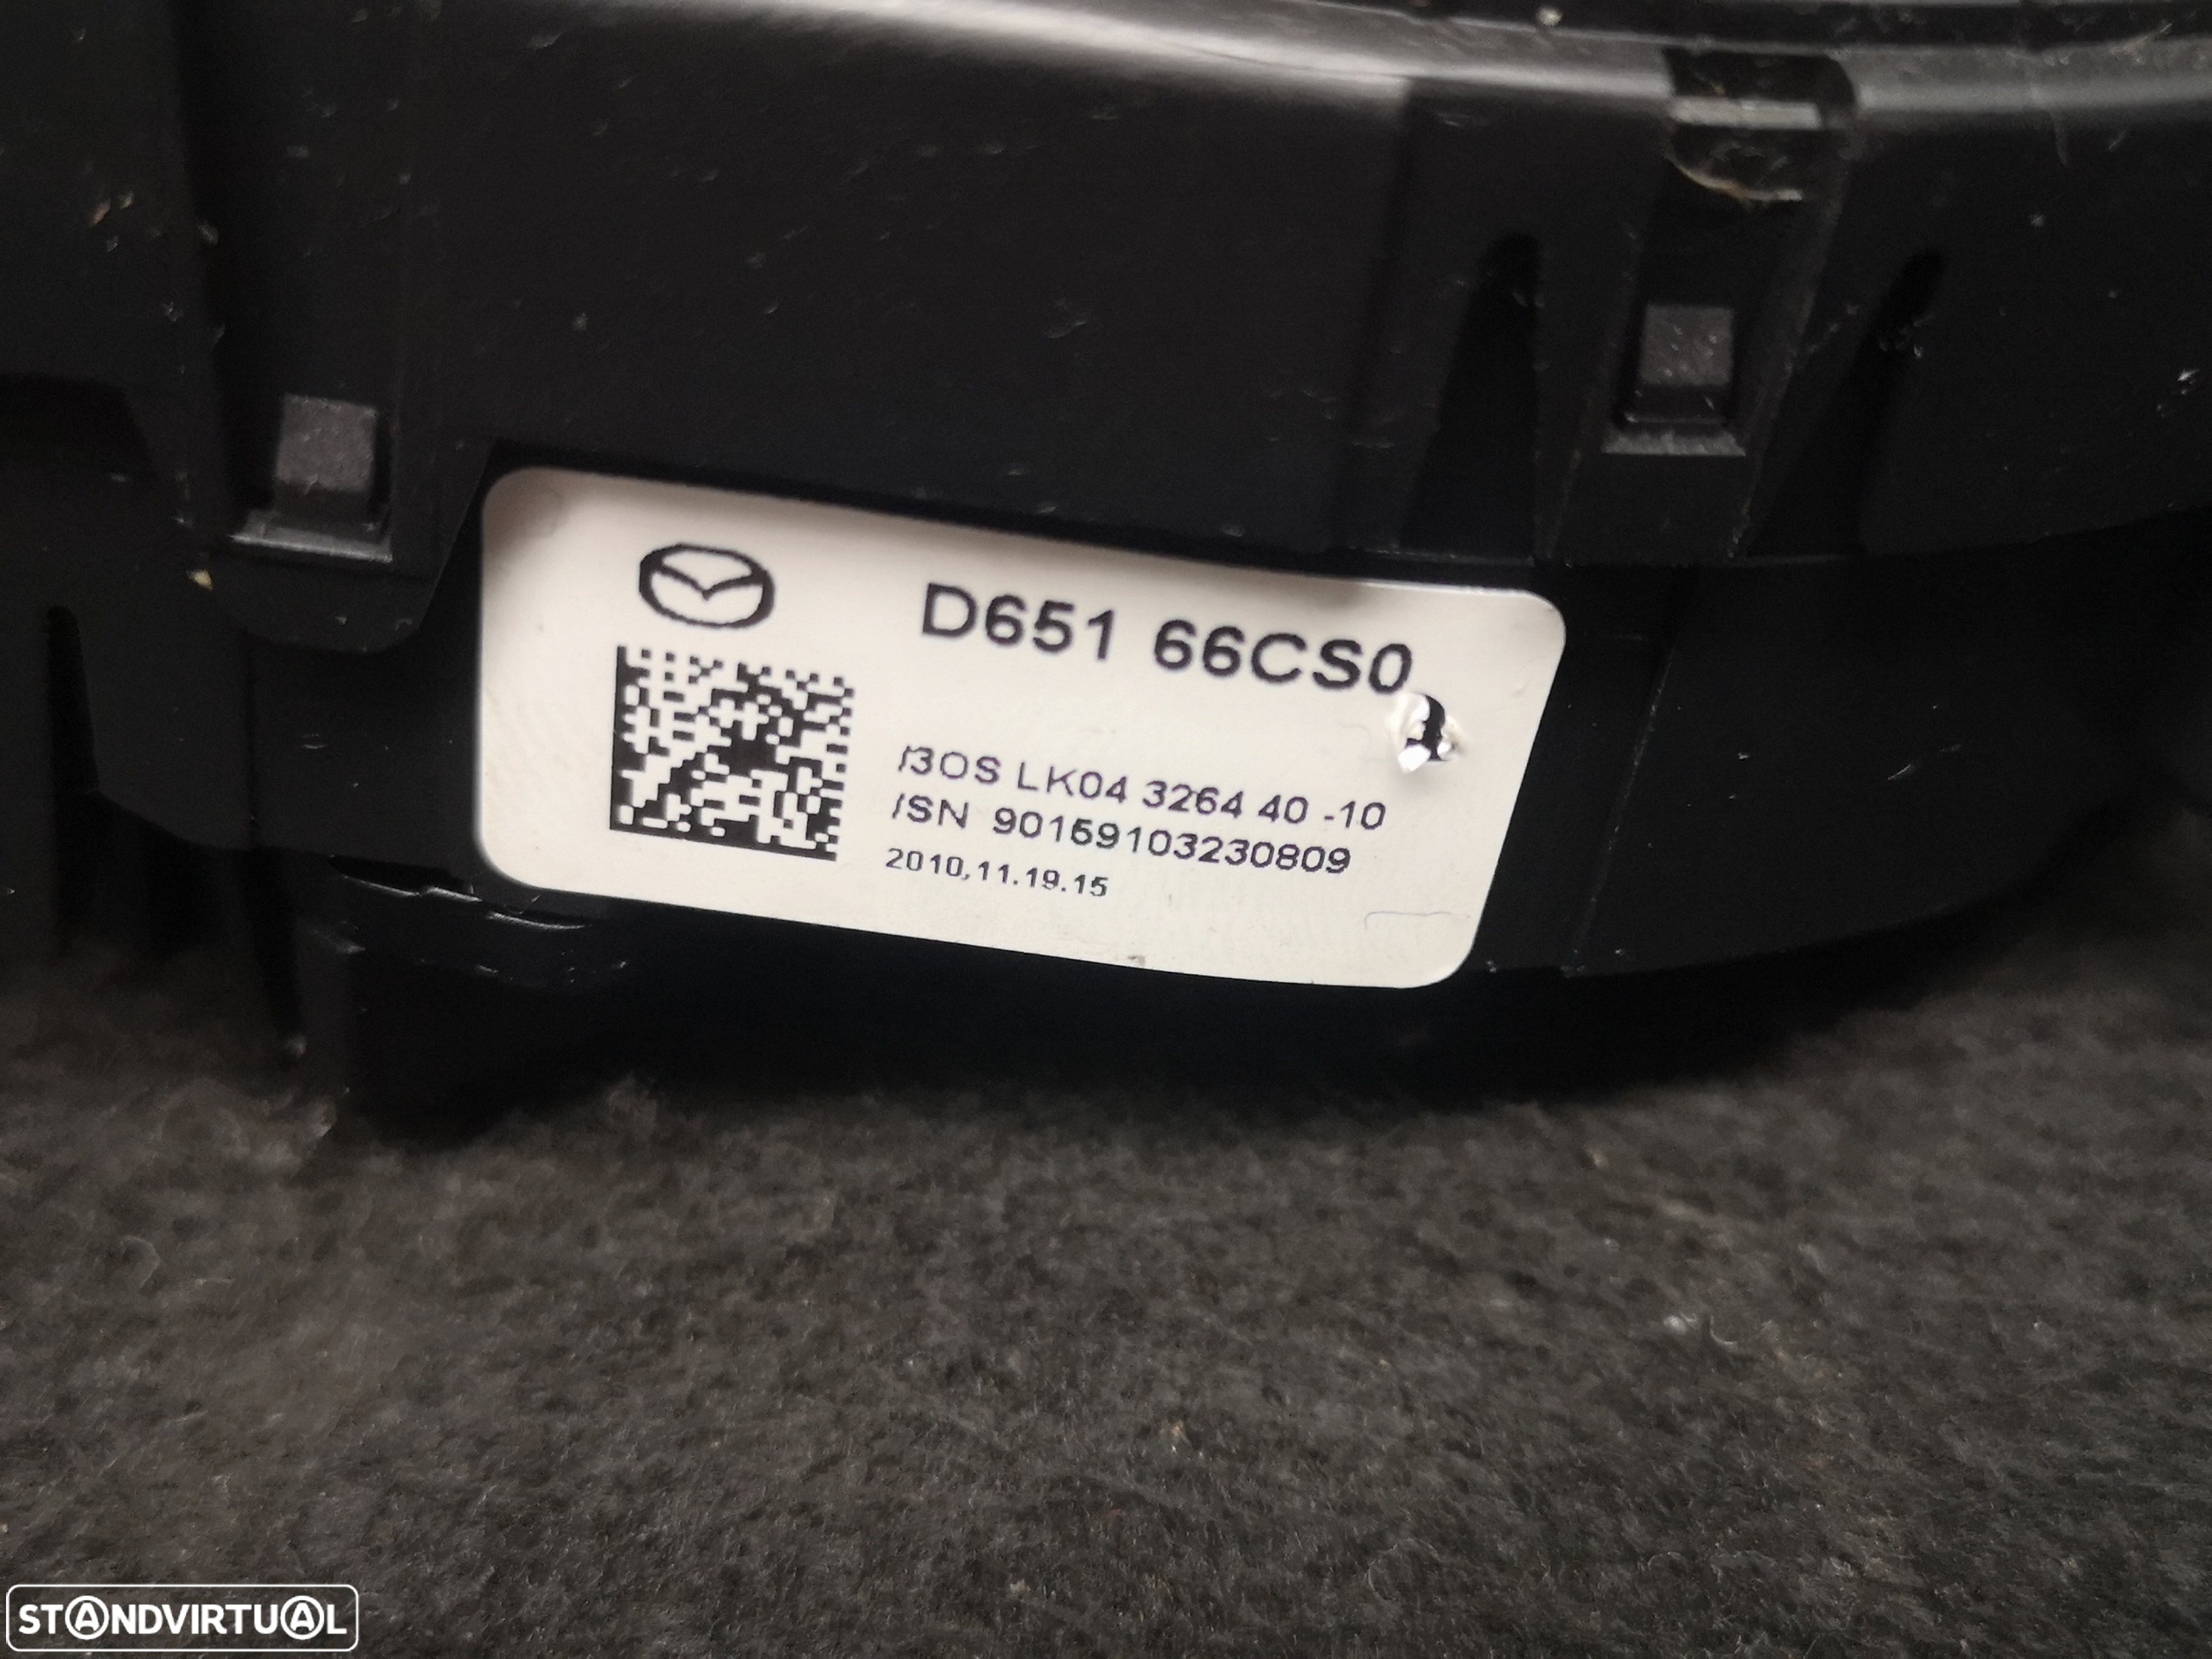 D651 66CS0
/3OS LK04 3264 40 -10
/SN 90159103230809
2010.11.19.15
STANDVIRTUAL